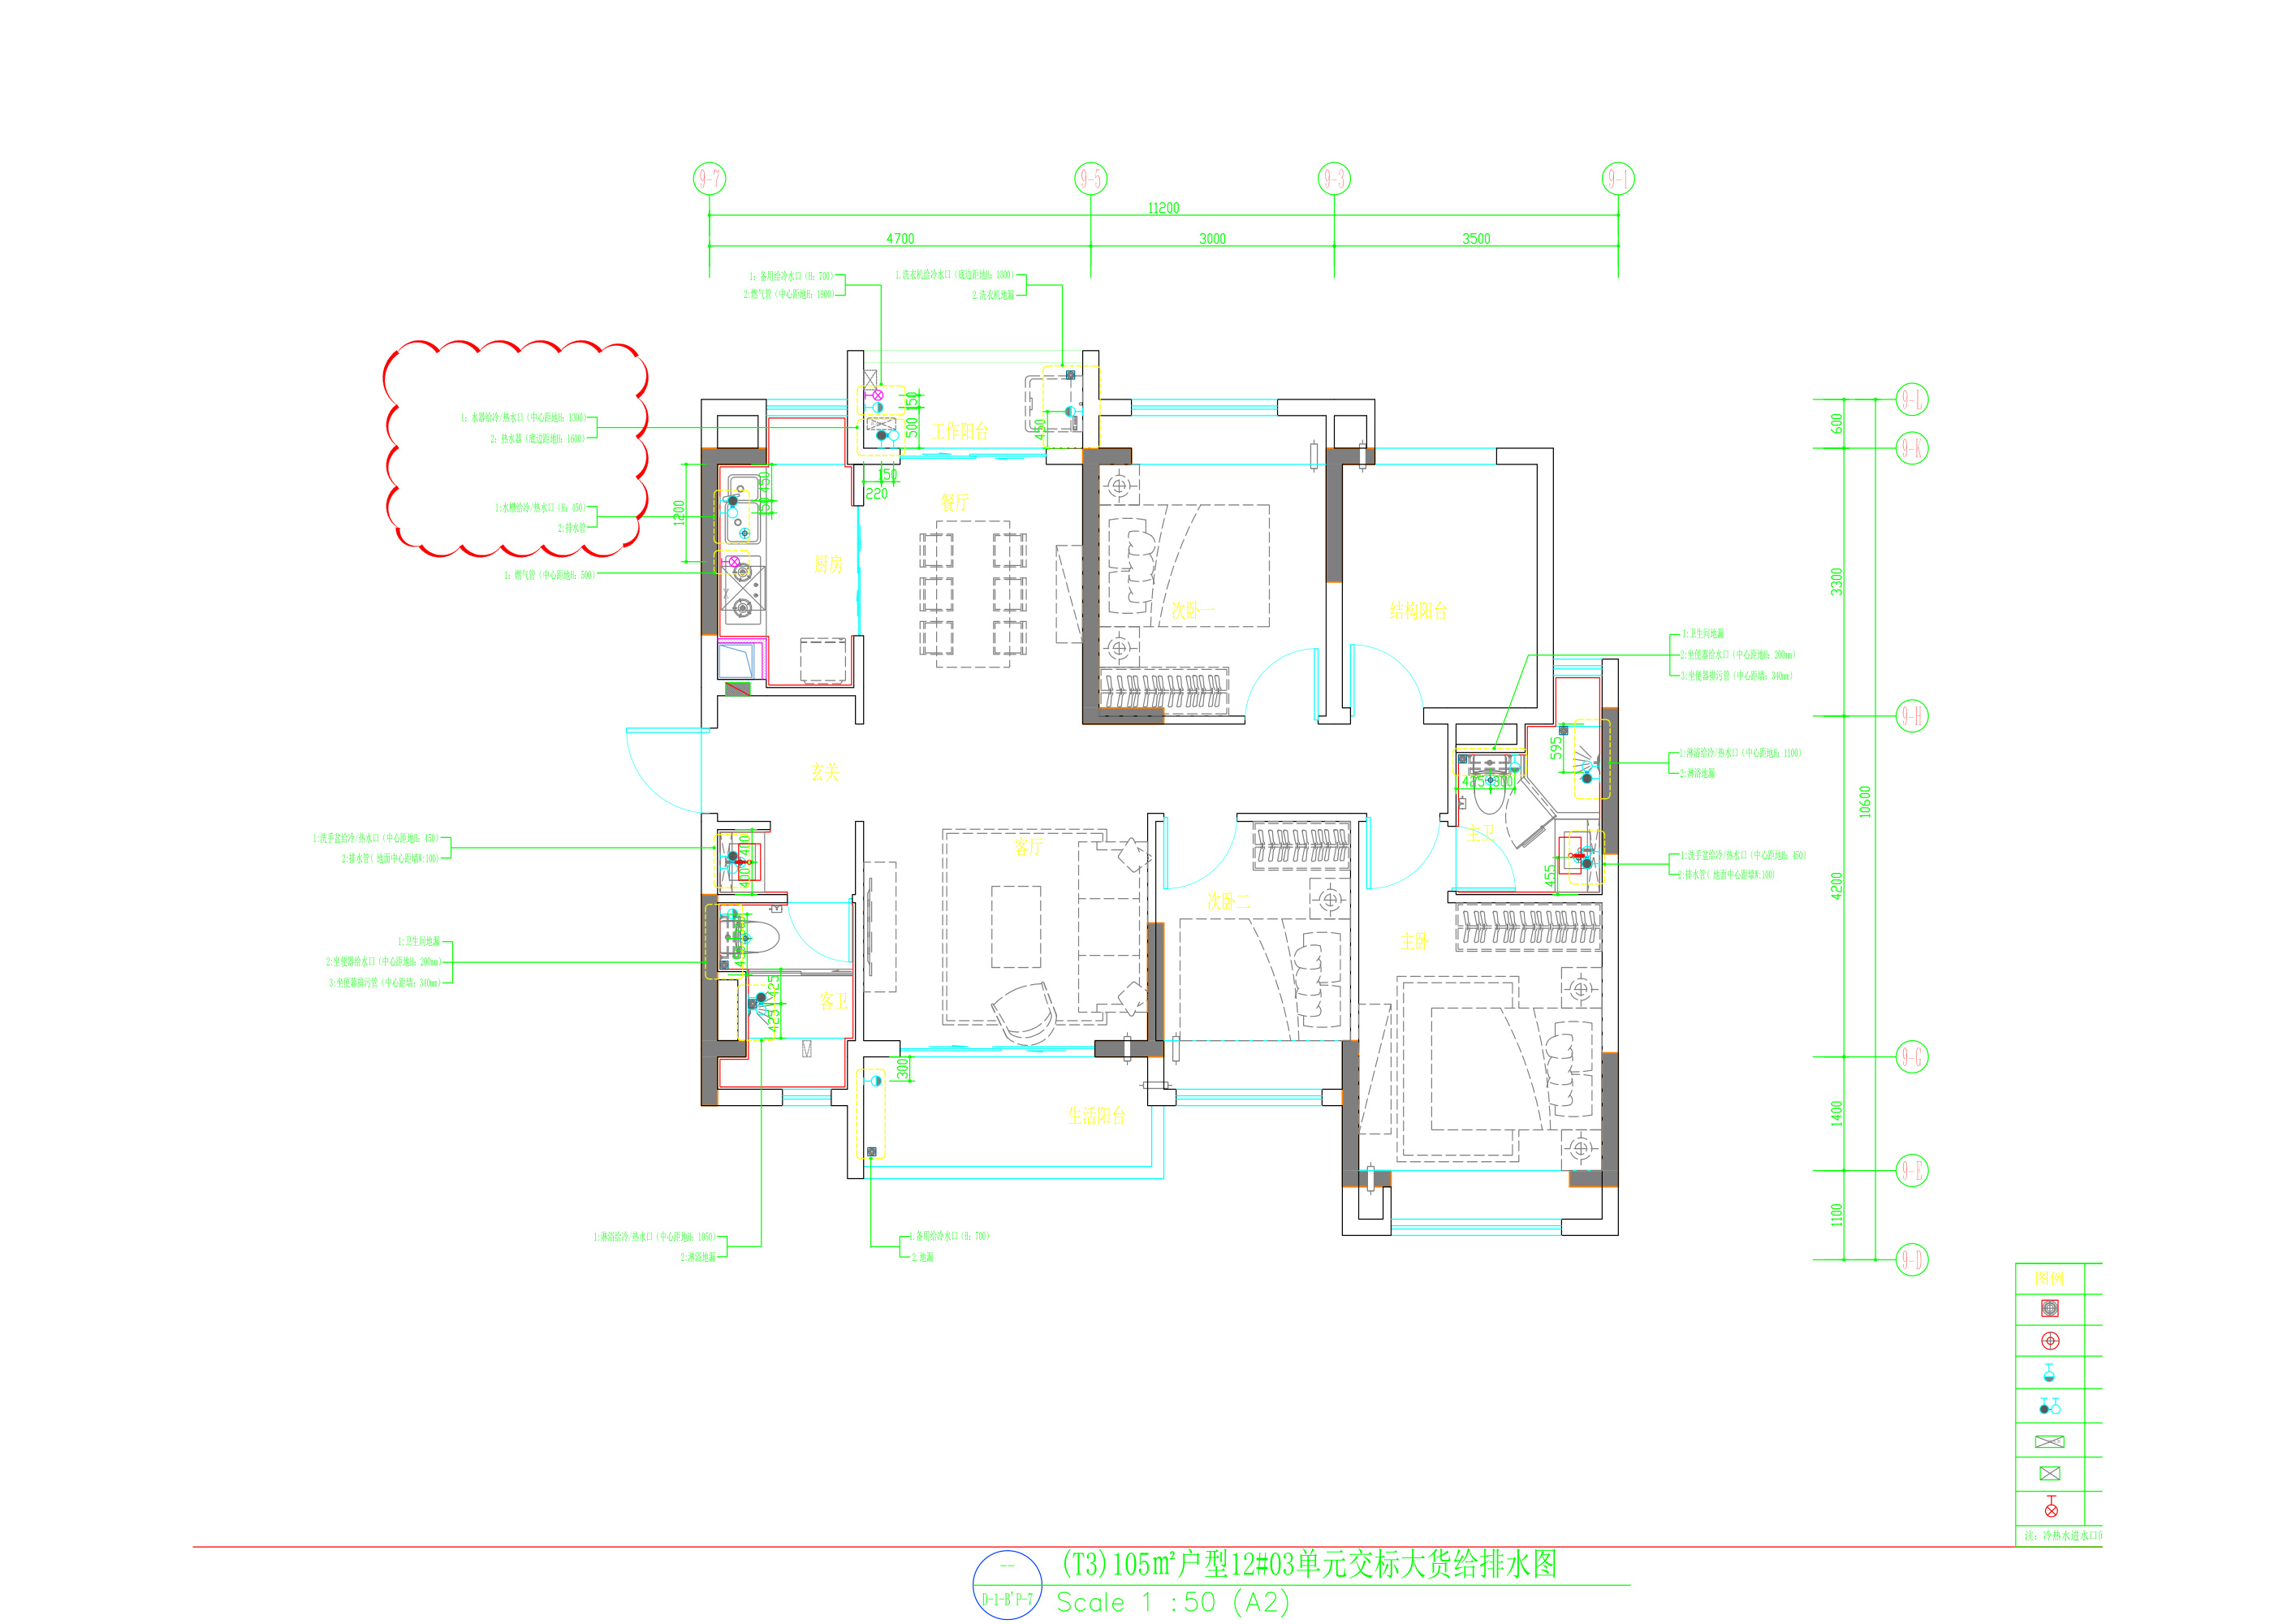 9-7
9-5
9-3
9-1
11200
4700
3000
3500
1: 备用给冷水口(H: 700)
2:燃气管(中心距地H: 1900)
1.洗衣机给冷水口(底边距地H: 1300)
2.洗衣机地漏
1: 水器给冷/热水口(中心距地H: 1300)
2: 热水器(底边距地H: 1600)
1:水槽给冷/热水口(H: 450)
2:排水管
1: 燃气管(中心距地H: 500)
150
500
450
工作阳台
150
220
450
150
1200
餐厅
厨房
次卧一
结构阳台
9-L
600
9-K
3300
9-H
10600
4200
9-G
1400
9-E
1100
9-D
1:卫生间地漏
2:坐便器给水口(中心距地H: 200mm)
3:坐便器排污管(中心距墙: 340mm)
595
1:淋浴给冷/热水口(中心距地H: 1100)
2:淋浴地漏
425
300
玄关
主卫
1:洗手盆给冷/热水口(中心距地H: 450)
2:排水管( 地面中心距墙W:100)
455
1:洗手盆给冷/热水口(中心距地H: 450)
2:排水管( 地面中心距墙W:100)
400
400
客厅
次卧二
主卧
1:卫生间地漏
2:坐便器给水口(中心距地H: 200mm)
3:坐便器排污管(中心距墙: 340mm)
425
425
客卫
300
生活阳台
1:淋浴给冷/热水口(中心距地H: 1050)
2:淋浴地漏
1.备用给冷水口(H: 700)
2.地漏
图例
注: 冷热水进水口
--
D-1-B'P-7
(T3)105m²户型12#03单元交标大货给排水图
Scale 1 :50 (A2)